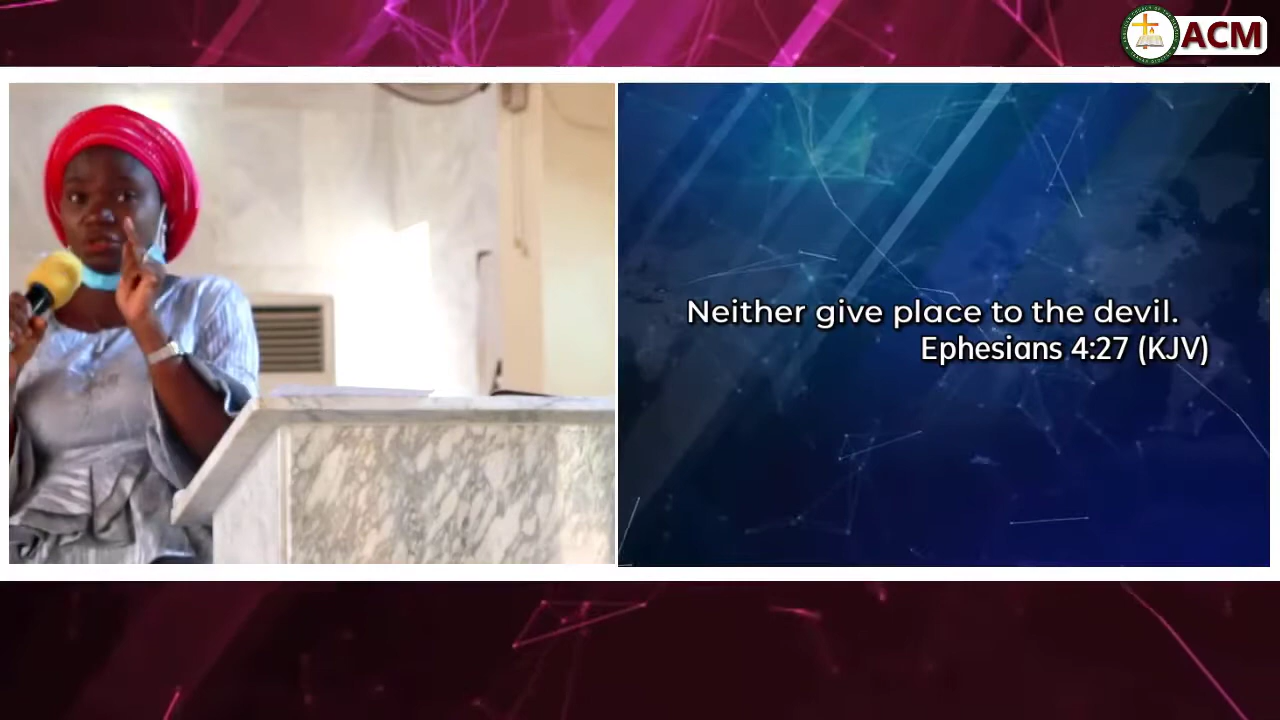 ACM
Neither give place to the devil.
Ephesians 4:27 (KJV)